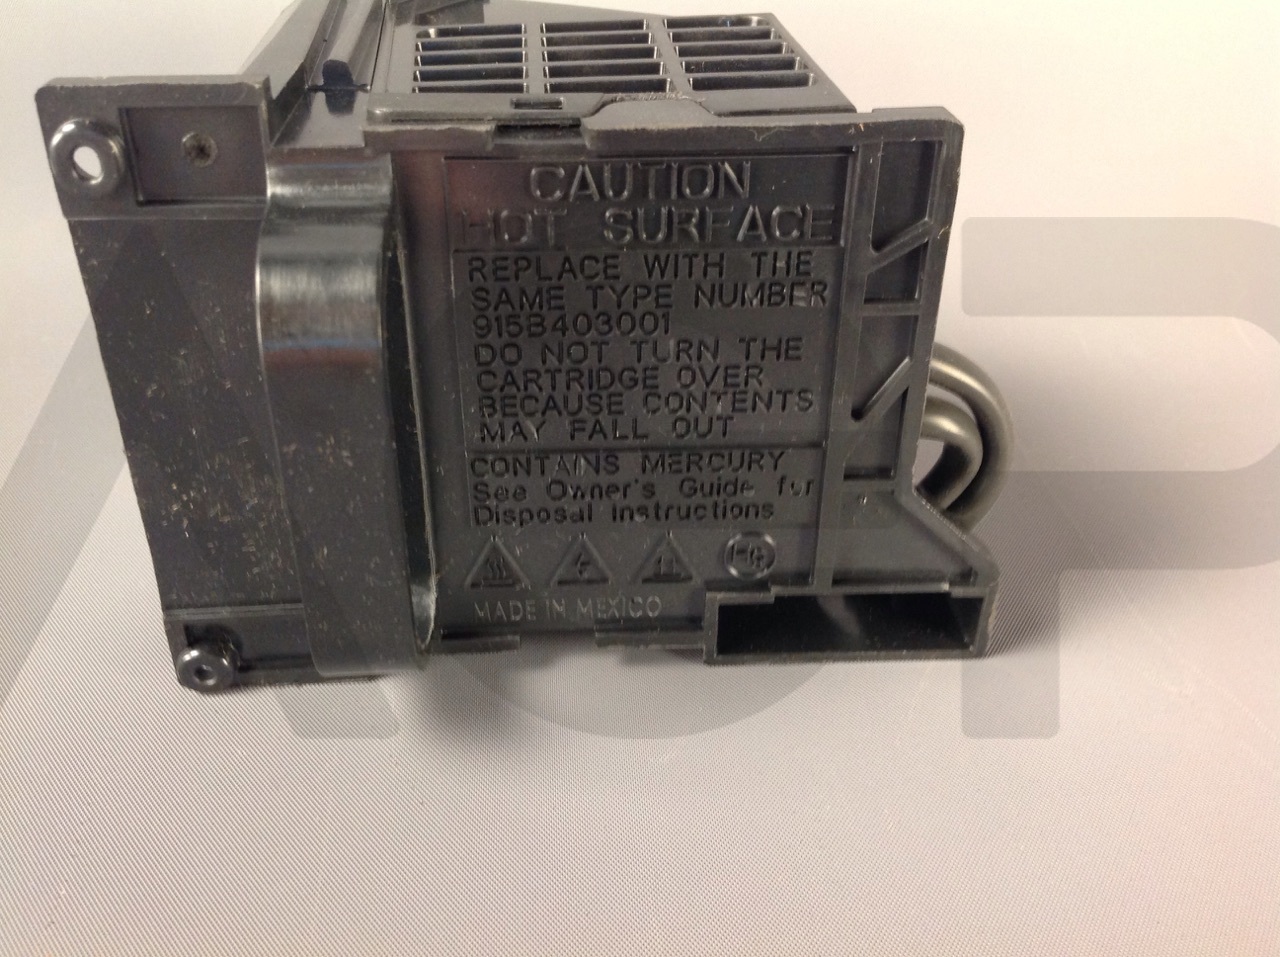 CAUTION
HOT SURFACE
REPLACE WITH THE
SAME TYPE NUMBER
915B403001
DO NOT TURN THE
CARTRIDGE OVER
BECAUSE CONTENTS
MAY FALL OUT
CONTAINS MERCURY
See Owner's Guide for
Disposal Instructions
Hg
MADE IN MEXICO